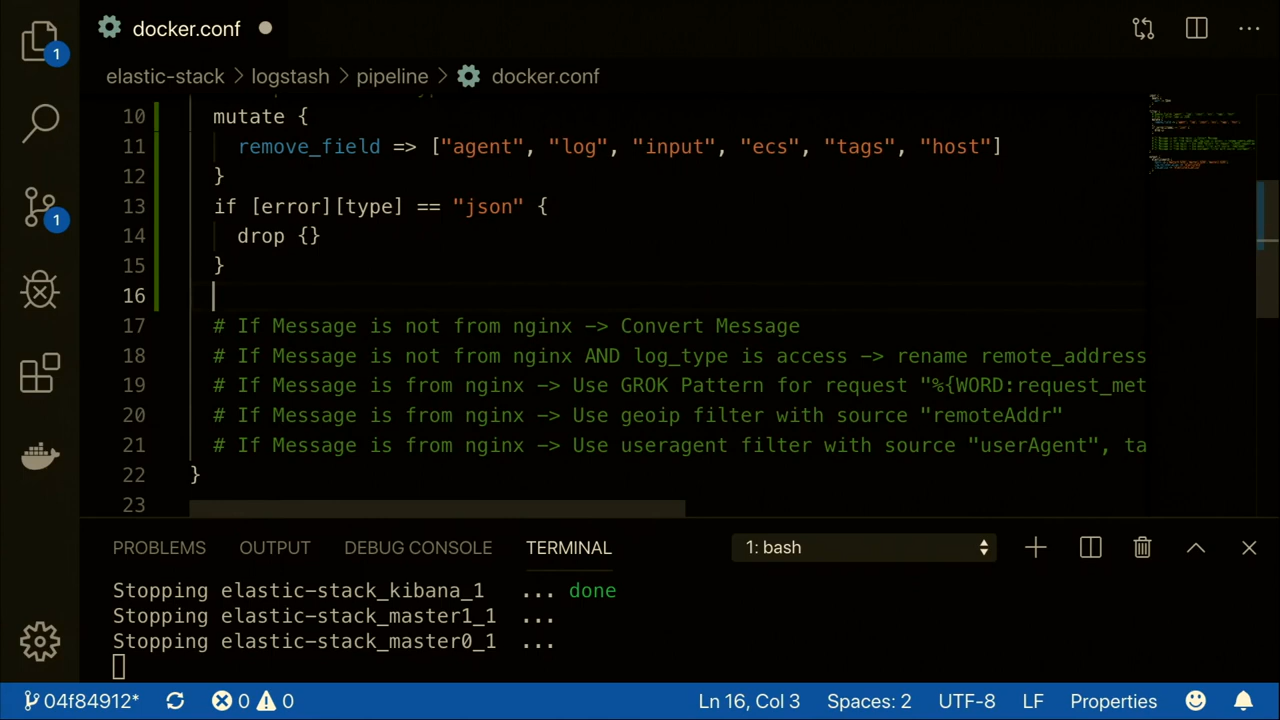 docker.conf
1
elastic-stack > logstash > pipeline > docker.conf
10 mutate {
11 remove_field => ["agent", "log", "input", "ecs", "tags", "host"]
12 }
13 if [error][type] == "json" {
14 drop {}
15 }
16
1
17 # If Message is not from nginx -> Convert Message
18 # If Message is not from nginx AND log_type is access -> rename remote_address
19 # If Message is from nginx -> Use GROK Pattern for request "%{WORD:request_met
20 # If Message is from nginx -> Use geoip filter with source "remoteAddr"
21 # If Message is from nginx -> Use useragent filter with source "userAgent", ta
22 }
23
PROBLEMS OUTPUT DEBUG CONSOLE TERMINAL 1: bash
Stopping elastic-stack_kibana_1 ... done
Stopping elastic-stack_master1_1 ...
Stopping elastic-stack_master0_1 ...
04f84912* 0 0 Ln 16, Col 3 Spaces: 2 UTF-8 LF Properties